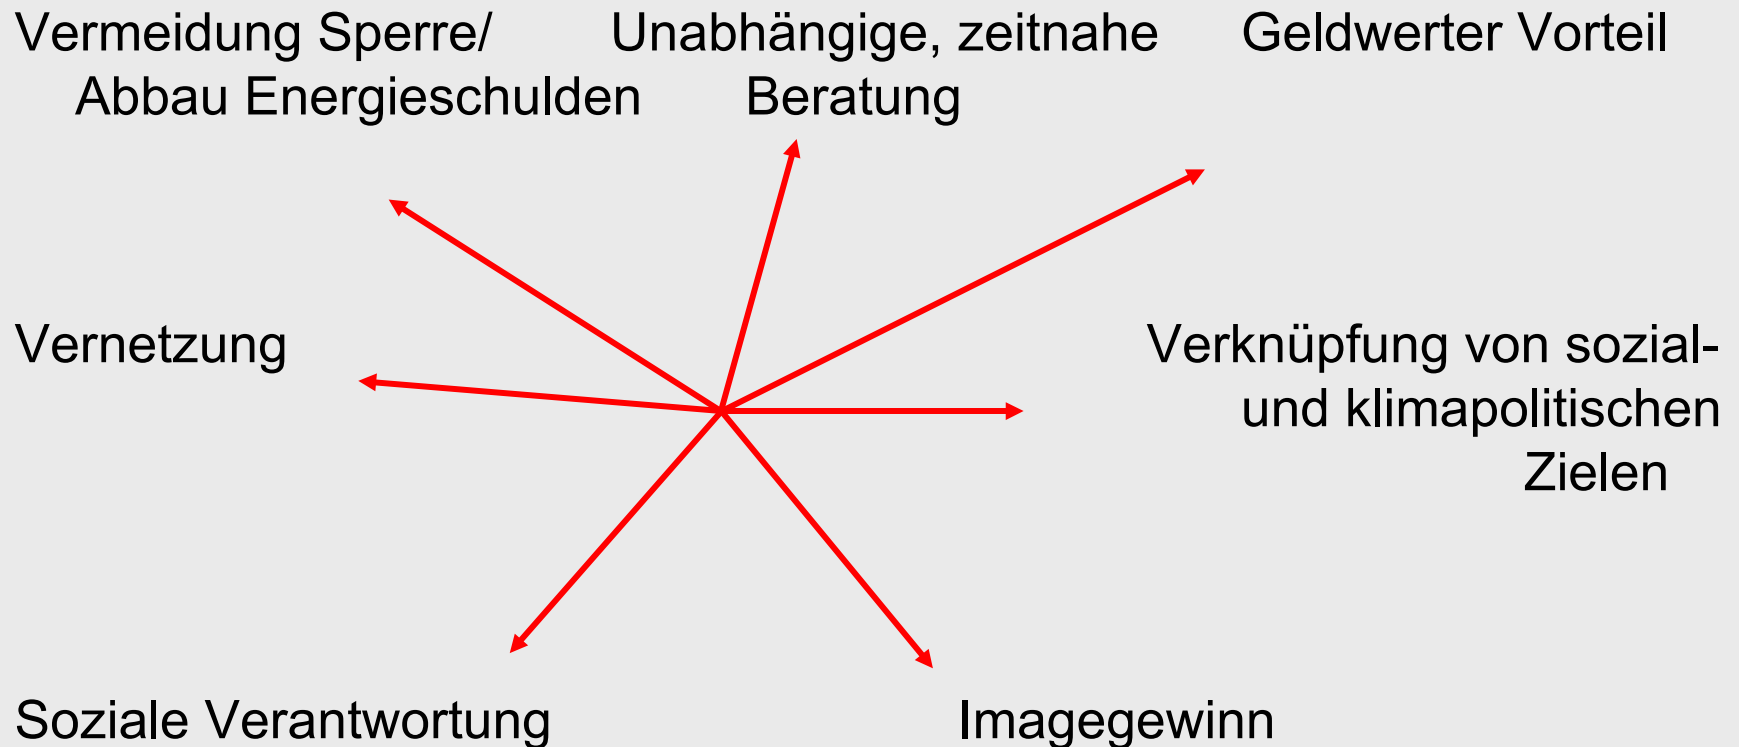 Vermeidung Sperre/ Unabhängige, zeitnahe Geldwerter Vorteil
Abbau Energieschulden Beratung
Vernetzung Verknüpfung von sozial-
und klimapolitischen
Zielen
Soziale Verantwortung Imagegewinn